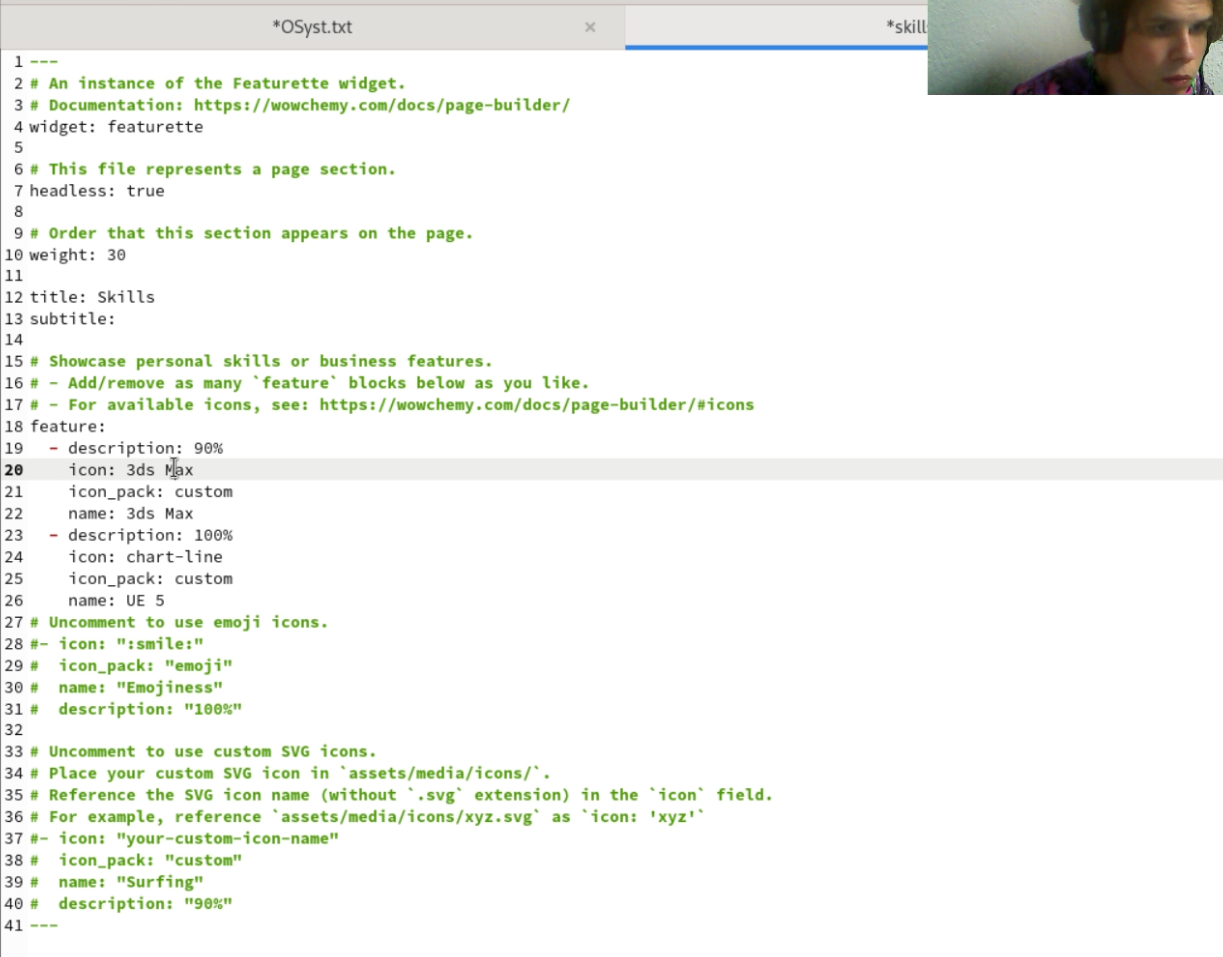 *OSyst.txt × *skill
1 ---
2 # An instance of the Featurette widget.
3 # Documentation: https://wowchemy.com/docs/page-builder/
4 widget: featurette
5
6 # This file represents a page section.
7 headless: true
8
9 # Order that this section appears on the page.
10 weight: 30
11
12 title: Skills
13 subtitle:
14
15 # Showcase personal skills or business features.
16 # - Add/remove as many `feature` blocks below as you like.
17 # - For available icons, see: https://wowchemy.com/docs/page-builder/#icons
18 feature:
19   - description: 90%
20     icon: 3ds Max
21     icon_pack: custom
22     name: 3ds Max
23   - description: 100%
24     icon: chart-line
25     icon_pack: custom
26     name: UE 5
27 # Uncomment to use emoji icons.
28 #- icon: ":smile:"
29 #  icon_pack: "emoji"
30 #  name: "Emojiness"
31 #  description: "100%"
32
33 # Uncomment to use custom SVG icons.
34 # Place your custom SVG icon in `assets/media/icons/`.
35 # Reference the SVG icon name (without `.svg` extension) in the `icon` field.
36 # For example, reference `assets/media/icons/xyz.svg` as `icon: 'xyz'`
37 #- icon: "your-custom-icon-name"
38 #  icon_pack: "custom"
39 #  name: "Surfing"
40 #  description: "90%"
41 ---